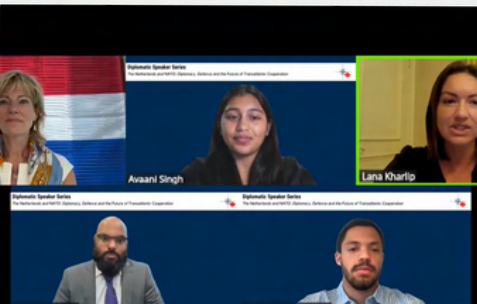 Diplomatic Speaker Series
The Netherlands and NATO: Diplomacy, Defence and the Future of Transatlantic Cooperation
Avaani Singh
Lana Kharlip
Diplomatic Speaker Series
The Netherlands and NATO: Diplomacy, Defence and the Future of Transatlantic Cooperation
Diplomatic Speaker Series
The Netherlands and NATO: Diplomacy, Defence and the Future of Transatlantic Cooperation